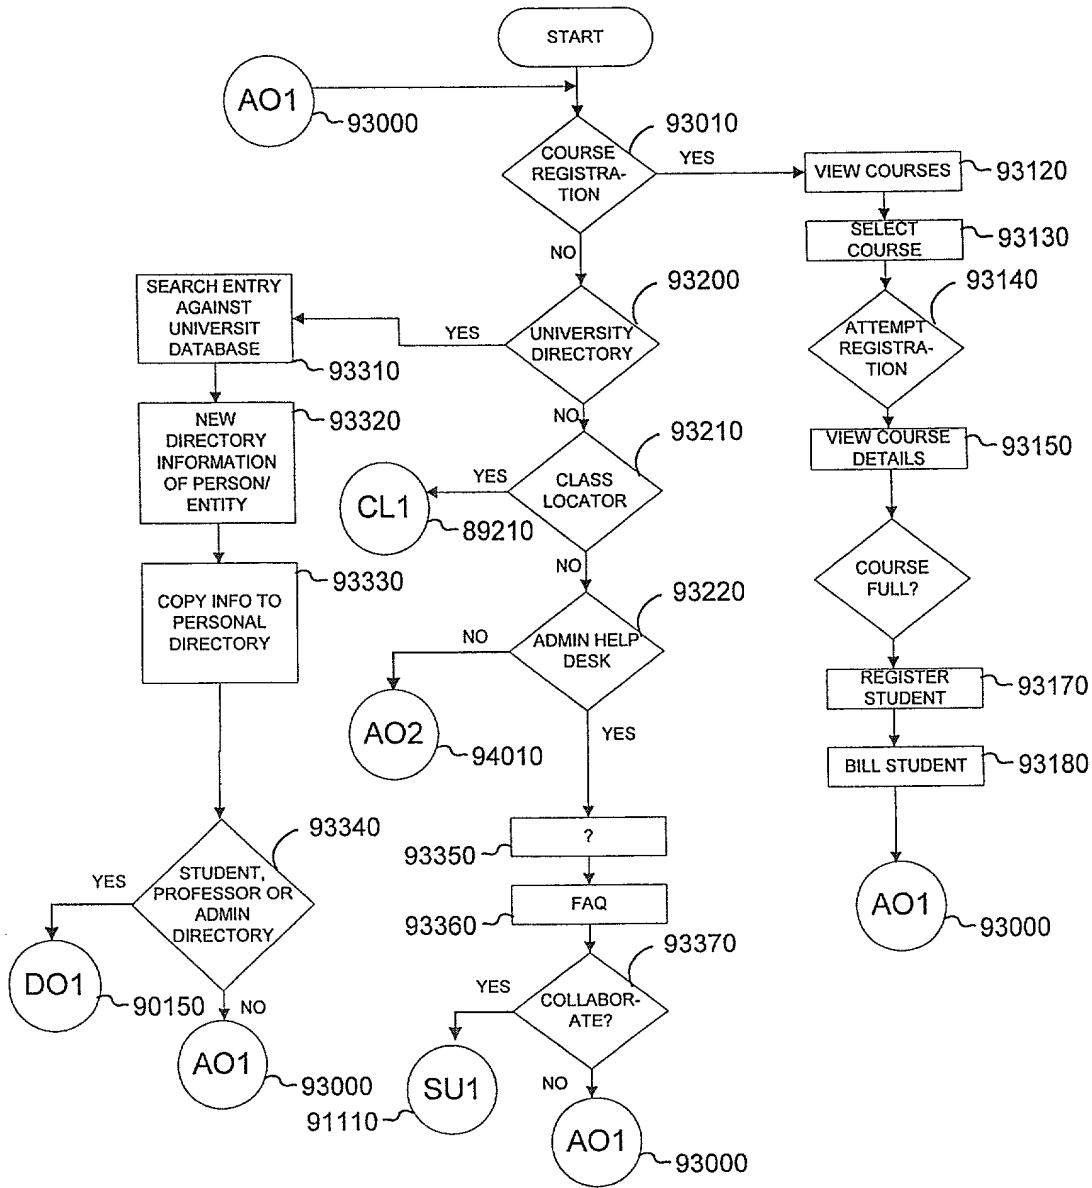 START
AO1
93000
93010
COURSE
REGISTRA-
TION
YES
NO
VIEW COURSES
93120
SELECT
COURSE
93130
93140
ATTEMPT
REGISTRA-
TION
VIEW COURSE
DETAILS
93150
COURSE
FULL?
REGISTER
STUDENT
93170
BILL STUDENT
93180
AO1
93000
93200
UNIVERSITY
DIRECTORY
YES
NO
SEARCH ENTRY
AGAINST
UNIVERSIT
DATABASE
93310
NEW
DIRECTORY
INFORMATION
OF PERSON/
ENTITY
93320
COPY INFO TO
PERSONAL
DIRECTORY
93330
93340
STUDENT,
PROFESSOR OR
ADMIN
DIRECTORY
YES
DO1
90150
NO
AO1
93000
93210
CLASS
LOCATOR
YES
CL1
89210
NO
93220
ADMIN HELP
DESK
NO
AO2
94010
YES
?
93350
FAQ
93360
93370
COLLABOR-
ATE?
YES
SU1
91110
NO
AO1
93000